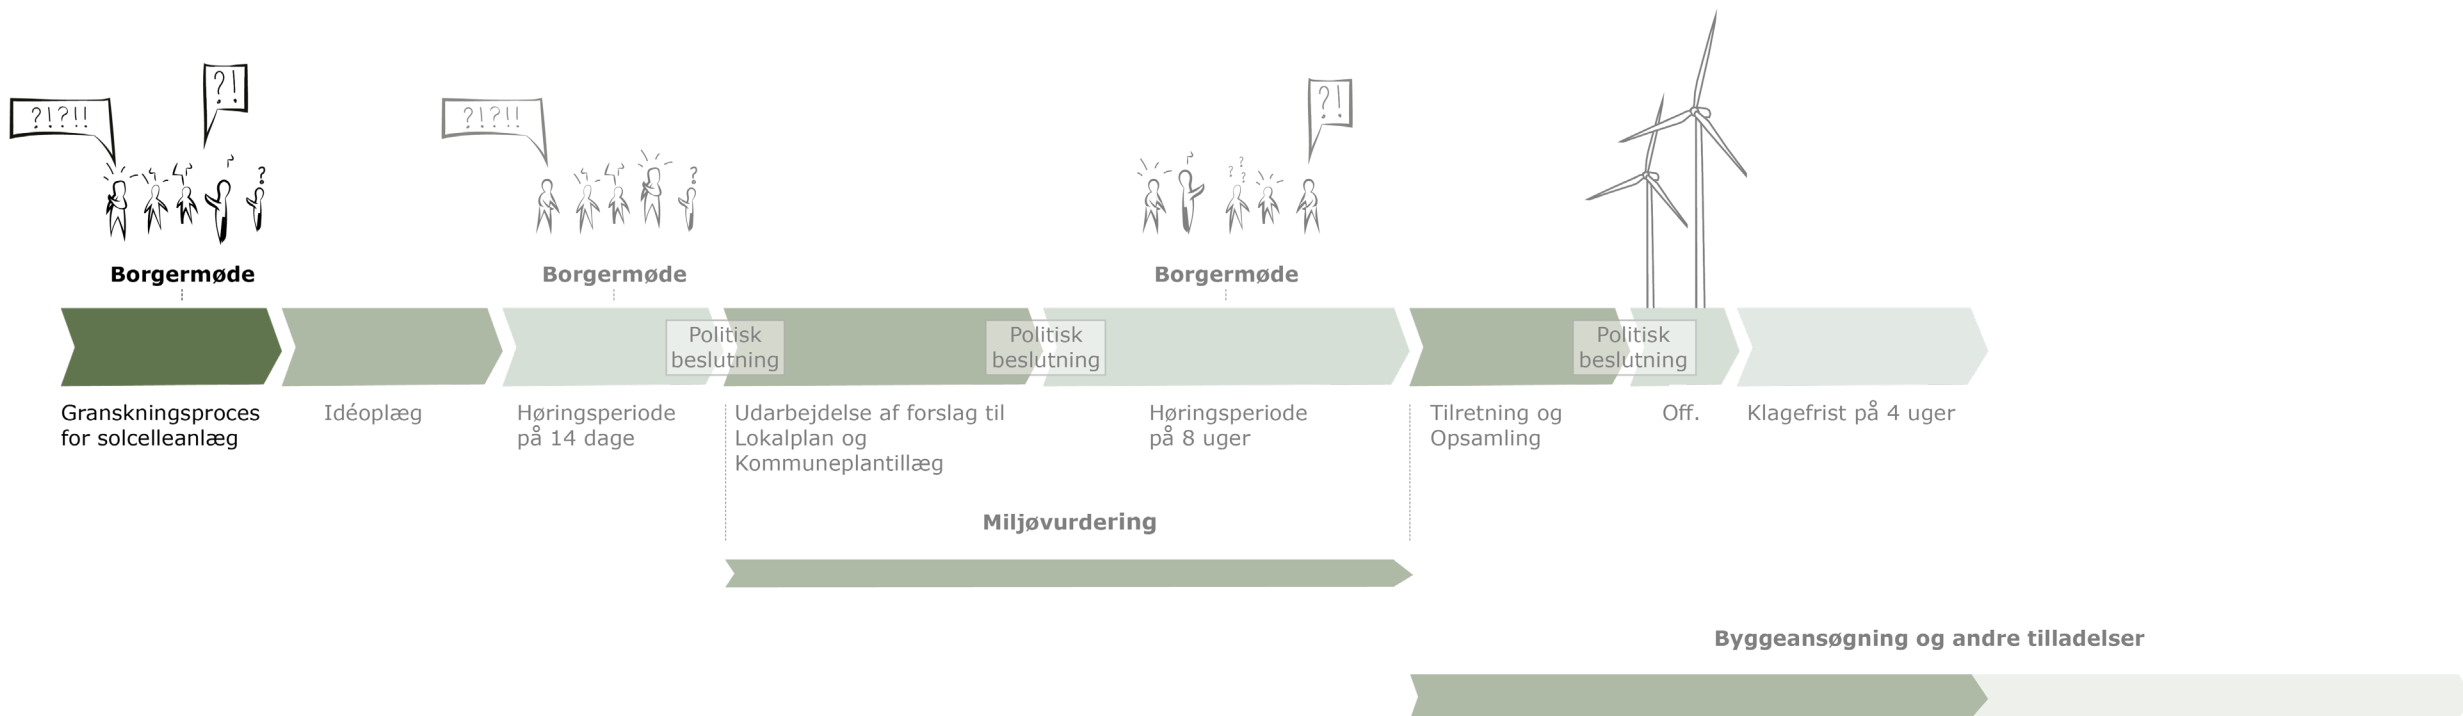 ?!
?!?!!
?!?!!
?!
?
?
?
?
?
Borgermøde
Borgermøde
Borgermøde
Politisk
beslutning
Politisk
beslutning
Politisk
beslutning
Granskningsproces
for solcelleanlæg
Idéoplæg
Høringsperiode
på 14 dage
Udarbejdelse af forslag til
Lokalplan og
Kommuneplantillæg
Høringsperiode
på 8 uger
Tilretning og
Opsamling
Off.
Klagefrist på 4 uger
Miljøvurdering
Byggeansøgning og andre tilladelser